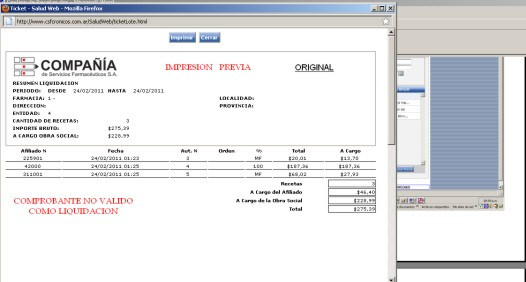 Ticket - Salud Web - Mozilla Firefox
http://www.csfcronicos.com.ar/SaludWeb/ticketLote.html
Imprimir Cerrar
COMPAÑÍA
de Servicios Farmacéuticos S.A.
IMPRESION PREVIA
ORIGINAL
RESUMEN LIQUIDACION
PERIODO: DESDE 24/02/2011 HASTA 24/02/2011
FARMACIA: 1 - LOCALIDAD:
DIRECCION: PROVINCIA:
ENTIDAD: 4
CANTIDAD DE RECETAS: 3
IMPORTE BRUTO: $275,39
A CARGO OBRA SOCIAL: $228,99
Afiliado N Fecha Aut. N Orden % Total A Cargo
225901 24/02/2011 01:23 3 MF $20,01 $13,70
42000 24/02/2011 01:25 4 100 $187,36 $187,36
311001 24/02/2011 01:25 5 MF $68,02 $27,93
Recetas 3
A Cargo del Afiliado $46,40
A Cargo de la Obra Social $228,99
Total $275,39
COMPROBANTE NO VALIDO
COMO LIQUIDACION